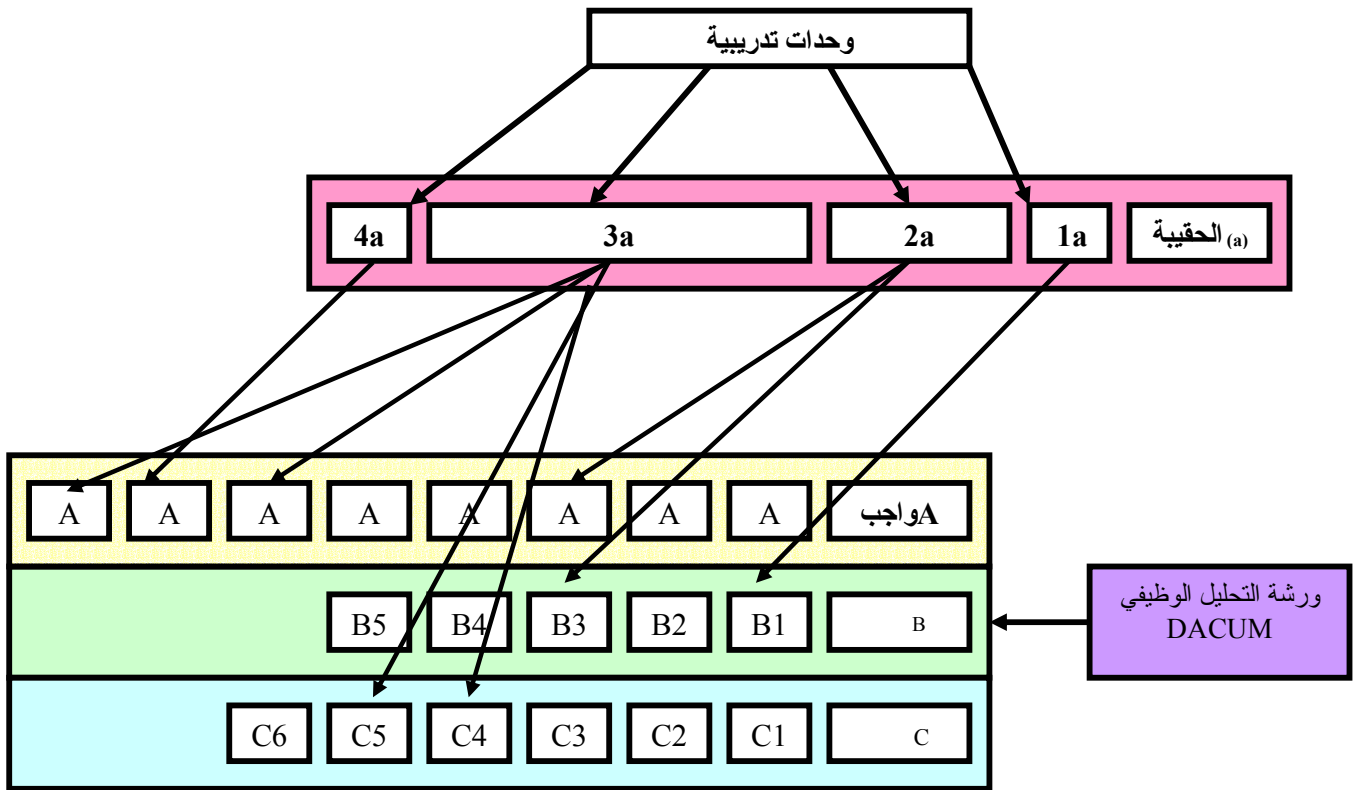 وحدات تدريبية
الحقيبة (a)
1a
2a
3a
4a
واجب A
A
A
A
A
A
A
A
A
B
B1
B2
B3
B4
B5
C
C1
C2
C3
C4
C5
C6
ورشة التحليل الوظيفي
DACUM